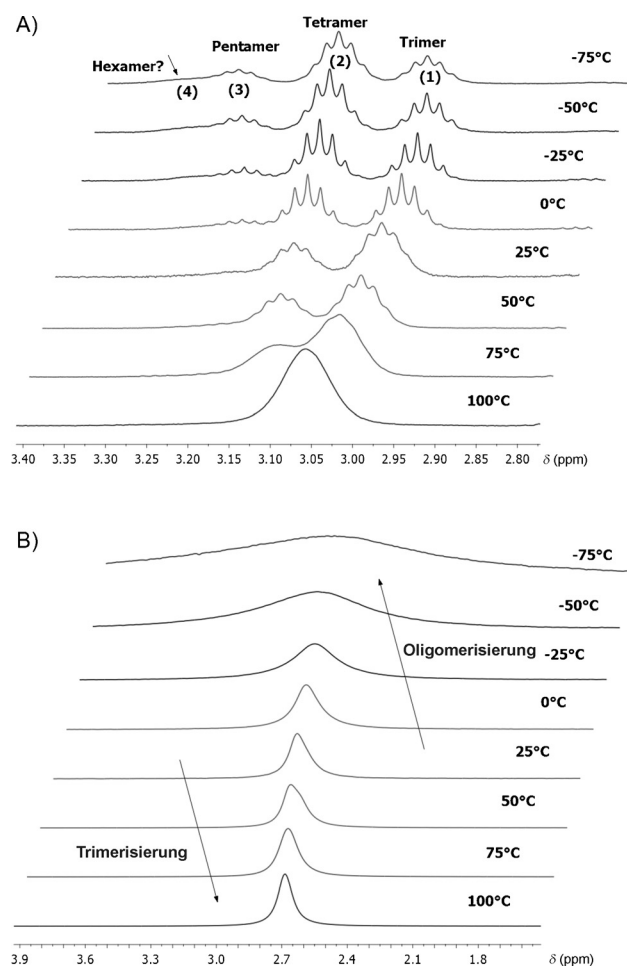 A)
Tetramer
Pentamer
Trimer
Hexamer?
(4)
(3)
(2)
(1)
-75°C
-50°C
-25°C
0°C
25°C
50°C
75°C
100°C
3.40 3.35 3.30 3.25 3.20 3.15 3.10 3.05 3.00 2.95 2.90 2.85 2.80 δ (ppm)
B)
-75°C
-50°C
Oligomerisierung
-25°C
0°C
25°C
50°C
Trimerisierung
75°C
100°C
3.9 3.6 3.3 3.0 2.7 2.4 2.1 1.8 δ (ppm)